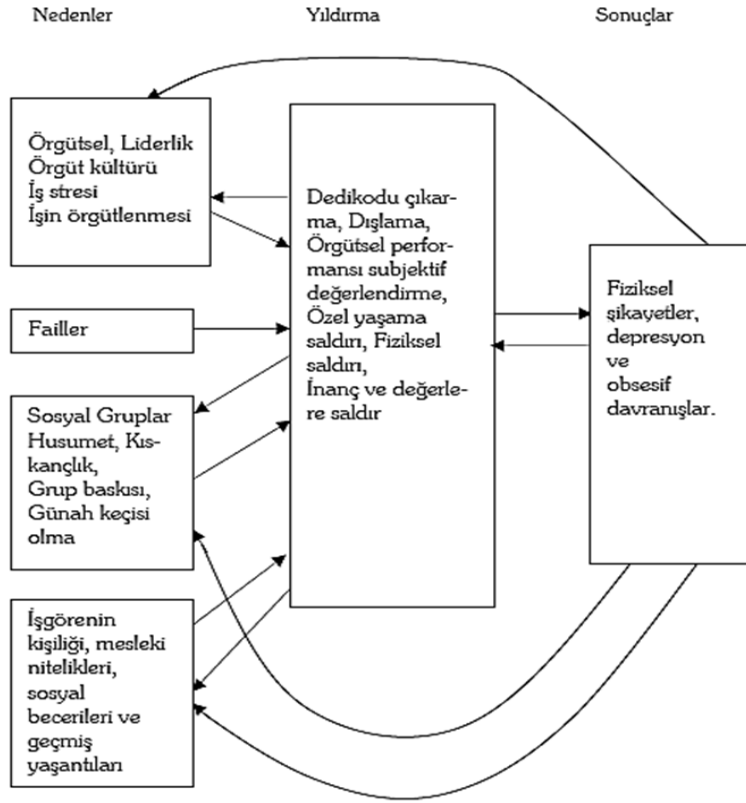 Nedenler
Yıldırma
Sonuçlar
Örgütsel, Liderlik
Örgüt kültürü
İş stresi
İşin örgütlenmesi
Failler
Sosyal Gruplar
Husumet, Kıs-
kançlık,
Grup baskısı,
Günah keçisi
olma
İşgörenin
kişiliği, mesleki
nitelikleri,
sosyal
becerileri ve
geçmiş
yaşantıları
Dedikodu çıkar-
ma, Dışlama,
Örgütsel perfor-
mansı subjektif
değerlendirme,
Özel yaşama
saldırı, Fiziksel
saldırı,
İnanç ve değerle-
re saldır
Fiziksel
şikayetler,
depresyon
ve
obsesif
davranışlar.